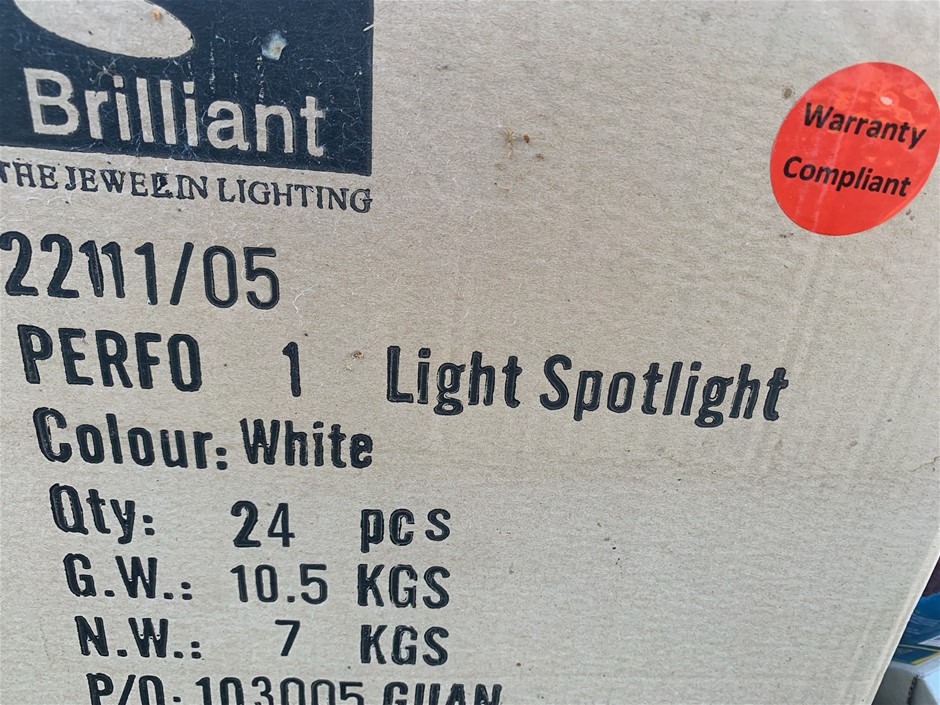 Brilliant
THE JEWEL IN LIGHTING
Warranty
Compliant
22111/05
PERFO 1 Light Spotlight
Colour: White
Qty: 24 pcs
G.W.: 10.5 KGS
N.W.: 7 KGS
P/O: 103005 GUAN